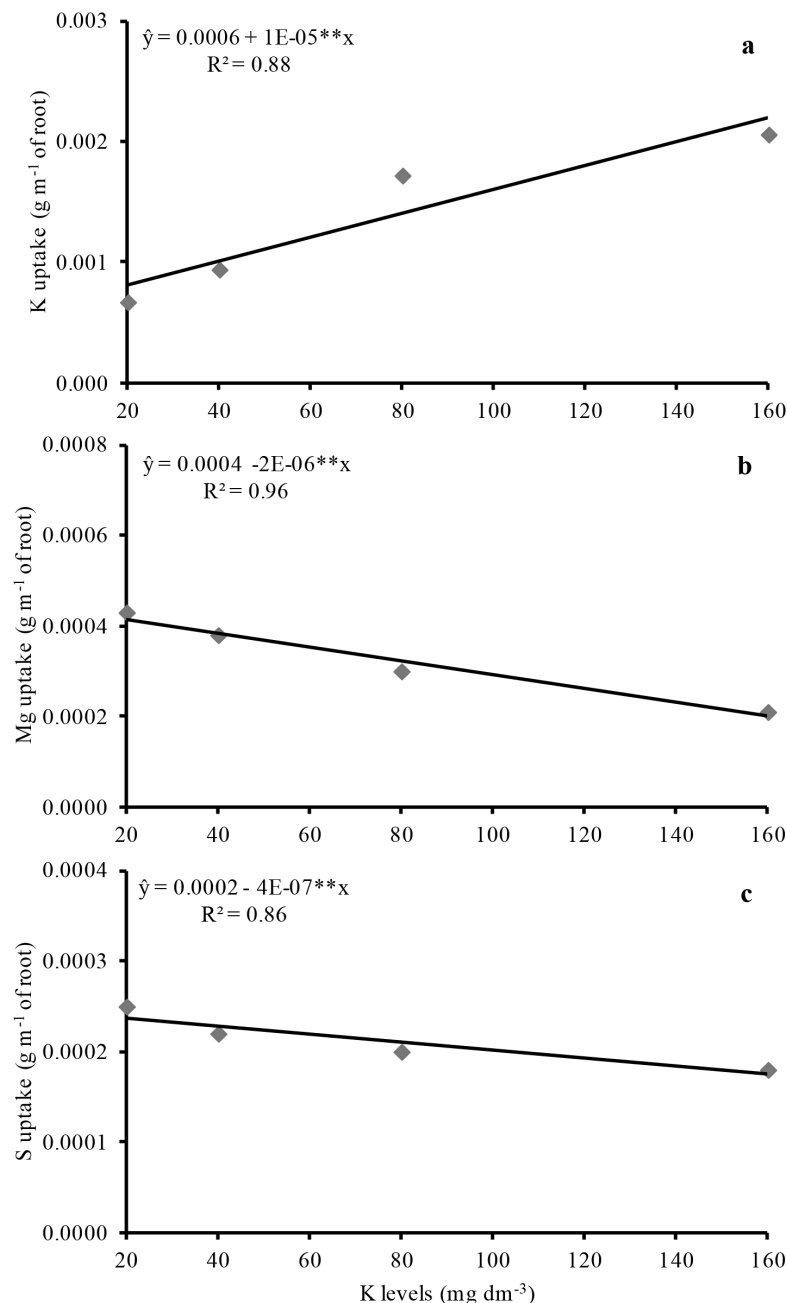 0.003
ŷ = 0.0006 + 1E-05**x
R² = 0.88
a
0.002
0.001
0.000
K uptake (g m⁻¹ of root)
20 40 60 80 100 120 140 160
0.0008
ŷ = 0.0004 -2E-06**x
R² = 0.96
b
0.0006
0.0004
0.0002
0.0000
Mg uptake (g m⁻¹ of root)
20 40 60 80 100 120 140 160
0.0004
ŷ = 0.0002 - 4E-07**x
R² = 0.86
c
0.0003
0.0002
0.0001
0.0000
S uptake (g m⁻¹ of root)
20 40 60 80 100 120 140 160
K levels (mg dm⁻³)